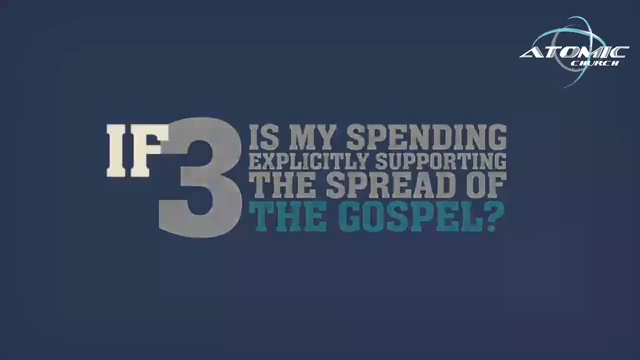 ATOMIC
CHURCH
IF 3 IS MY SPENDING
EXPLICITLY SUPPORTING
THE SPREAD OF
THE GOSPEL?